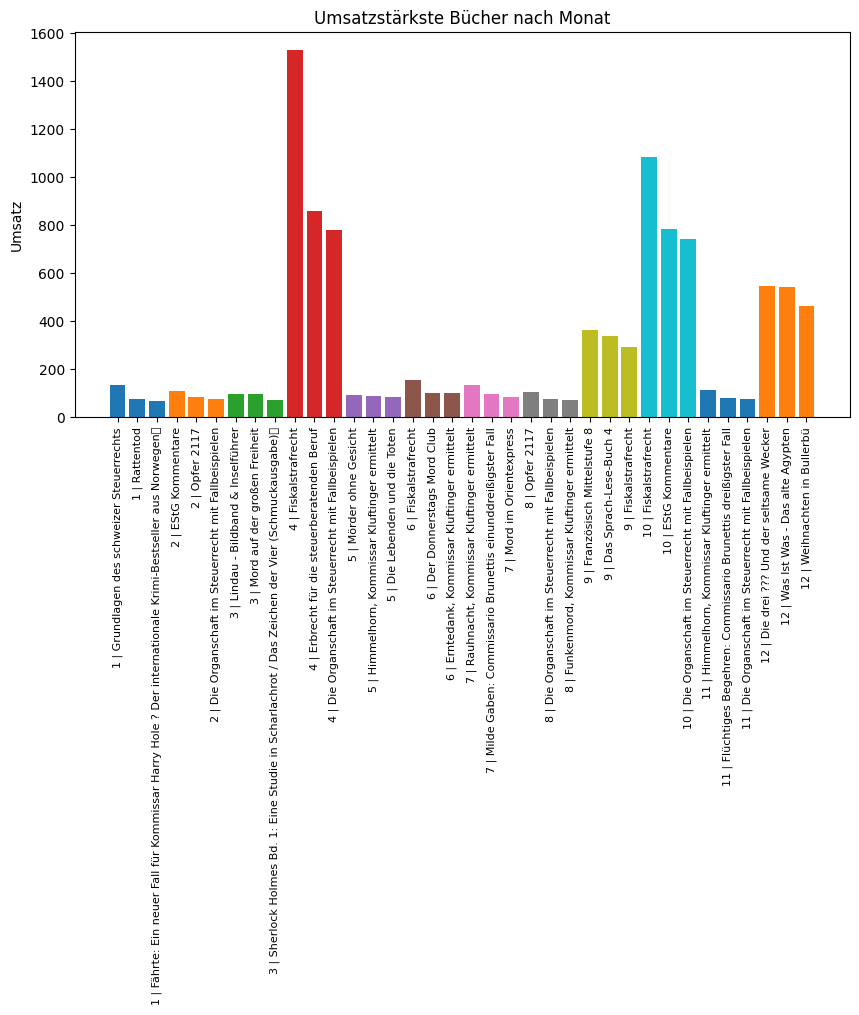 Umsatzstärkste Bücher nach Monat
Umsatz
1600
1400
1200
1000
800
600
400
200
0
1 | Grundlagen des schweizer Steuerrechts
1 | Rattentod
1 | Fährte: Ein neuer Fall für Kommissar Harry Hole ? Der internationale Krimi-Bestseller aus Norwegen
2 | EStG Kommentare
2 | Opfer 2117
2 | Die Organschaft im Steuerrecht mit Fallbeispielen
3 | Lindau - Bildband & Inselführer
3 | Mord auf der großen Freiheit
3 | Sherlock Holmes Bd. 1: Eine Studie in Scharlachrot / Das Zeichen der Vier (Schmuckausgabe)
4 | Fiskalstrafrecht
4 | Erbrecht für die steuerberatenden Beruf
4 | Die Organschaft im Steuerrecht mit Fallbeispielen
5 | Mörder ohne Gesicht
5 | Himmelhorn, Kommissar Kluftinger ermittelt
5 | Die Lebenden und die Toten
6 | Fiskalstrafrecht
6 | Der Donnerstags Mord Club
6 | Erntedank, Kommissar Kluftinger ermittelt
7 | Rauhnacht, Kommissar Kluftinger ermittelt
7 | Milde Gaben: Commissario Brunettis einunddreißigster Fall
7 | Mord im Orientexpress
8 | Opfer 2117
8 | Die Organschaft im Steuerrecht mit Fallbeispielen
8 | Funkenmord, Kommissar Kluftinger ermittelt
9 | Französisch Mittelstufe 8
9 | Das Sprach-Lese-Buch 4
9 | Fiskalstrafrecht
10 | Fiskalstrafrecht
10 | EStG Kommentare
10 | Die Organschaft im Steuerrecht mit Fallbeispielen
11 | Himmelhorn, Kommissar Kluftinger ermittelt
11 | Flüchtiges Begehren: Commissario Brunettis dreißigster Fall
11 | Die Organschaft im Steuerrecht mit Fallbeispielen
12 | Die drei ??? Und der seltsame Wecker
12 | Was Ist Was - Das alte Ägypten
12 | Weihnachten in Bullerbü